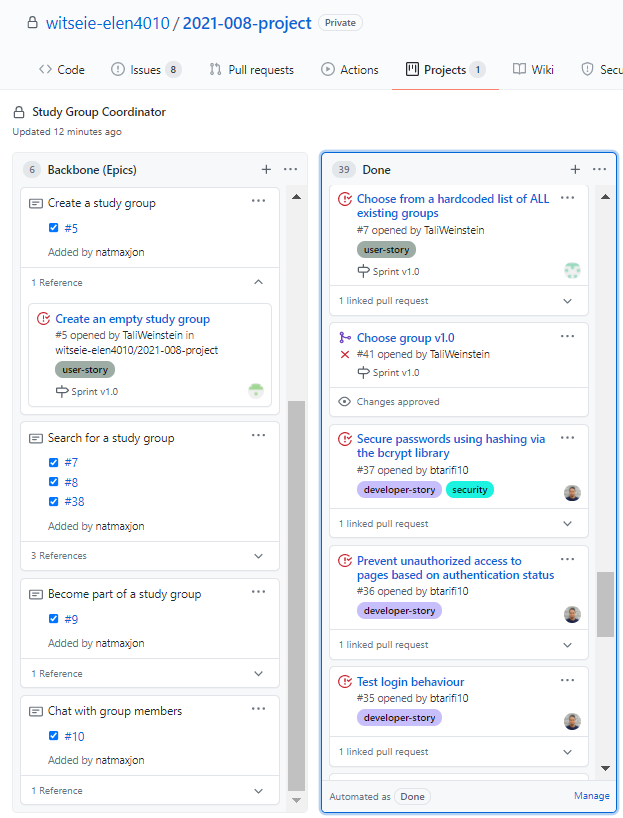 witseie-elen4010 / 2021-008-project Private
Code Issues 8 Pull requests Actions Projects 1 Wiki Secu
Study Group Coordinator
Updated 12 minutes ago
6 Backbone (Epics)
Create a study group
#5
Added by natmaxjon
1 Reference
Create an empty study group
#5 opened by TaliWeinstein in
witseie-elen4010/2021-008-project
user-story
Sprint v1.0
Search for a study group
#7
#8
#38
Added by natmaxjon
3 References
Become part of a study group
#9
Added by natmaxjon
1 Reference
Chat with group members
#10
Added by natmaxjon
1 Reference
39 Done
Choose from a hardcoded list of ALL
existing groups
#7 opened by TaliWeinstein
user-story
Sprint v1.0
1 linked pull request
Choose group v1.0
#41 opened by TaliWeinstein
Sprint v1.0
Changes approved
Secure passwords using hashing via
the bcrypt library
#37 opened by btarifi10
developer-story security
1 linked pull request
Prevent unauthorized access to
pages based on authentication status
#36 opened by btarifi10
developer-story
1 linked pull request
Test login behaviour
#35 opened by btarifi10
developer-story
1 linked pull request
Automated as Done Manage